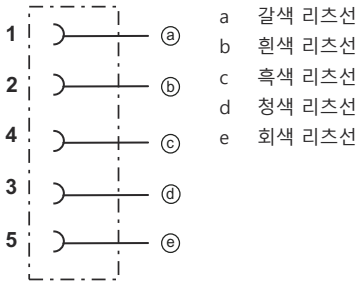 1 ⓐ
2 ⓑ
4 ⓒ
3 ⓓ
5 ⓔ
a 갈색 리츠선
b 흰색 리츠선
c 흑색 리츠선
d 청색 리츠선
e 회색 리츠선